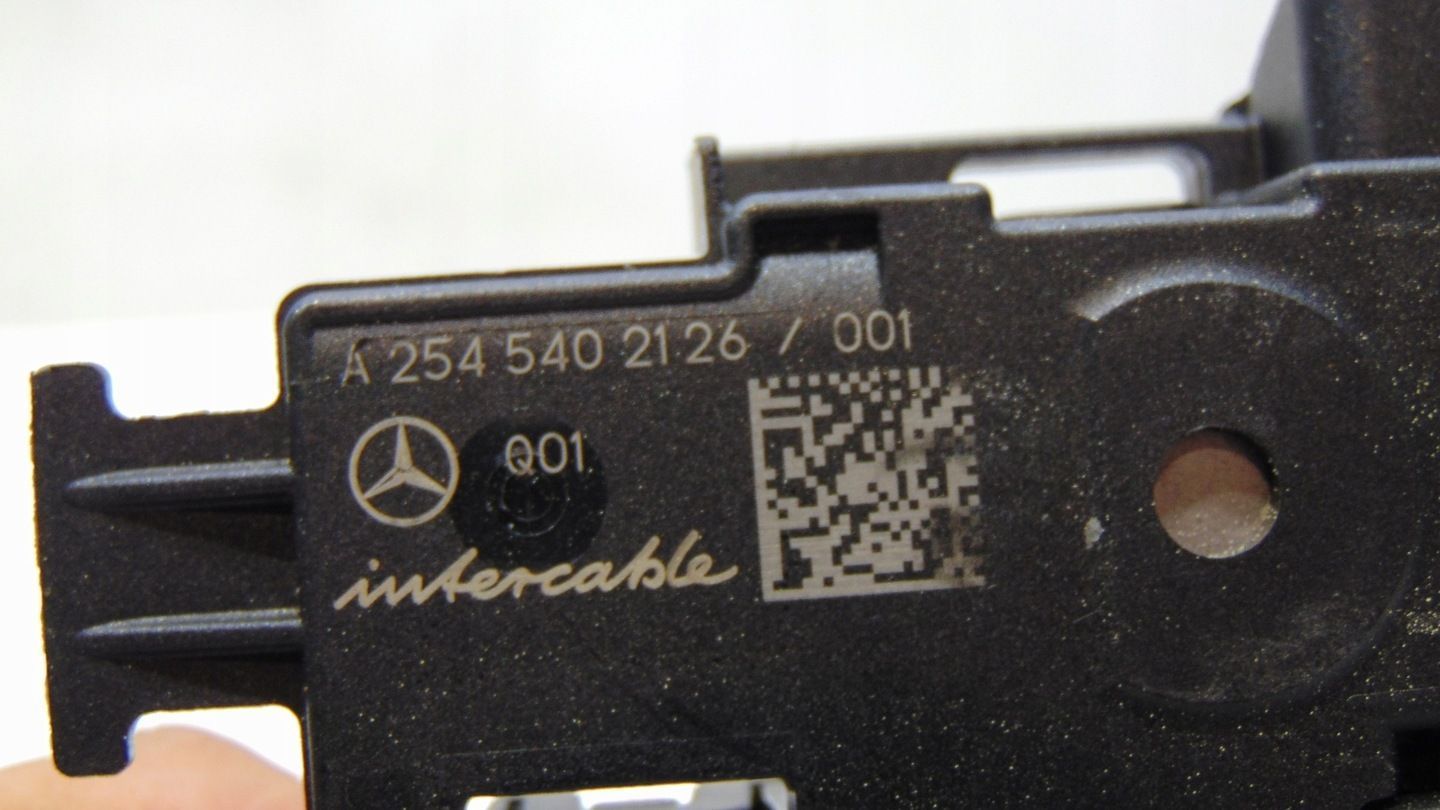 A 254 540 21 26 / 001
Q01
intercable